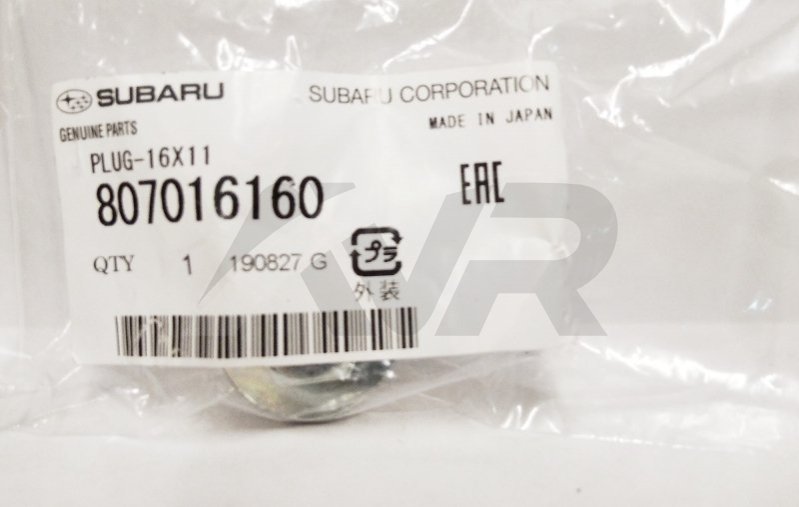 SUBARU
SUBARU CORPORATION
GENUINE PARTS
MADE IN JAPAN
PLUG-16X11
807016160
EAC
QTY 1 190827 G
プラ
外装
KVR